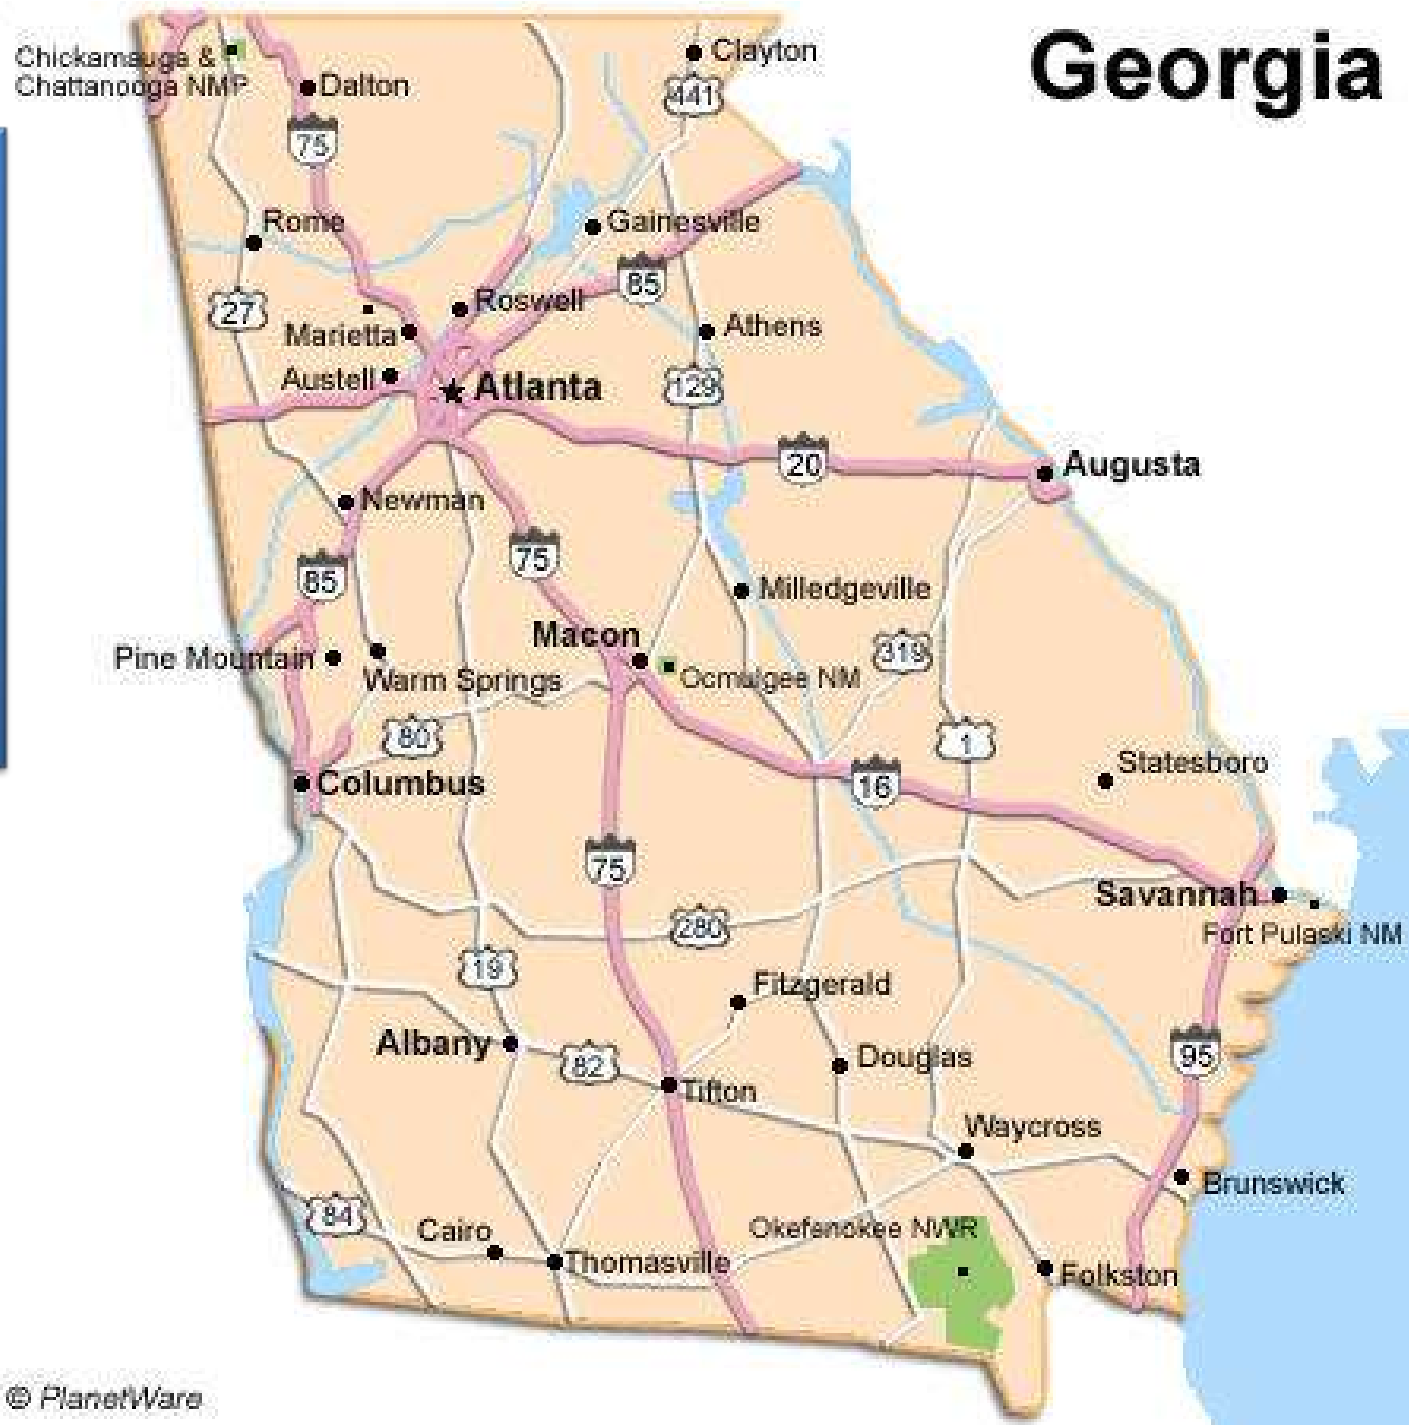 Georgia
Chickamauga &
Chattanooga NMP
Clayton
Dalton
441
75
Rome
Gainesville
85
27
Roswell
Marietta
Athens
Austell
Atlanta
129
20
Augusta
Newman
75
85
Milledgeville
Macon
319
Pine Mountain
Warm Springs
Ocmulgee NM
80
1
Statesboro
Columbus
16
75
Savannah
280
Fort Pulaski NM
19
Fitzgerald
Albany
82
Douglas
95
Tifton
Waycross
Brunswick
84
Cairo
Okefenokee NWR
Thomasville
Folkston
© PlanetWare